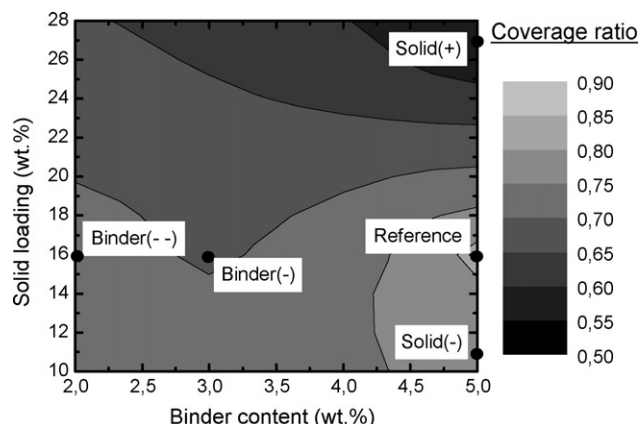 Coverage ratio
28
26
24
22
20
18
16
14
12
10
Solid loading (wt.%)
Solid(+)
Binder(- -)
Binder(-)
Reference
Solid(-)
0,90
0,85
0,80
0,75
0,70
0,65
0,60
0,55
0,50
2,0 2,5 3,0 3,5 4,0 4,5 5,0
Binder content (wt.%)